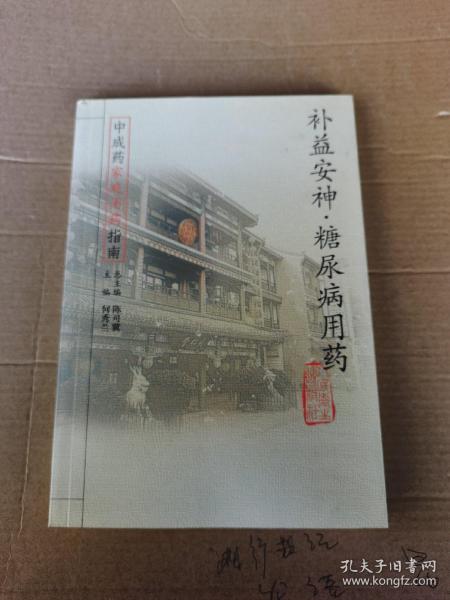 补益安神·糖尿病用药
中成药家庭用药指南
总主编 陈可冀
主编 何秀兰
孔夫子旧书网
www.kongfz.com